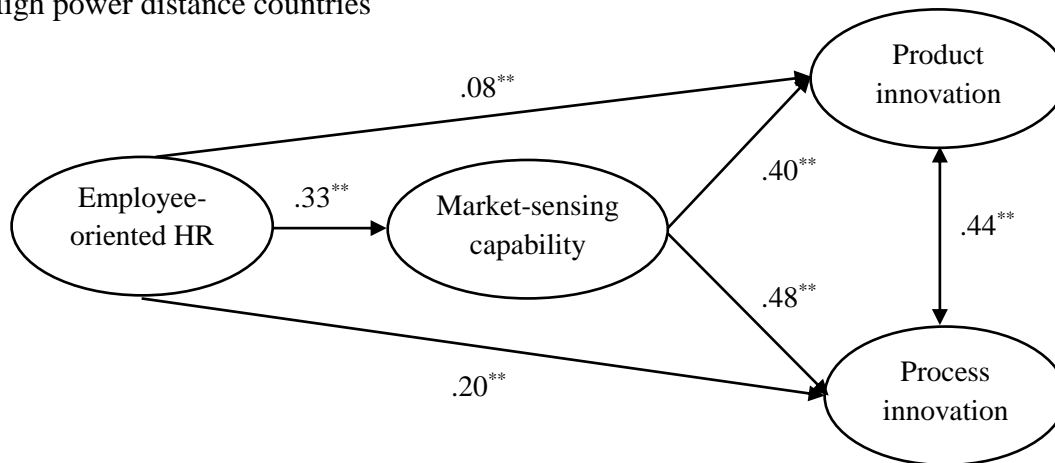 power distance countries
Product
innovation
.08**
.40**
Employee-
oriented HR
.33**
Market-sensing
capability
.44**
.48**
.20**
Process
innovation